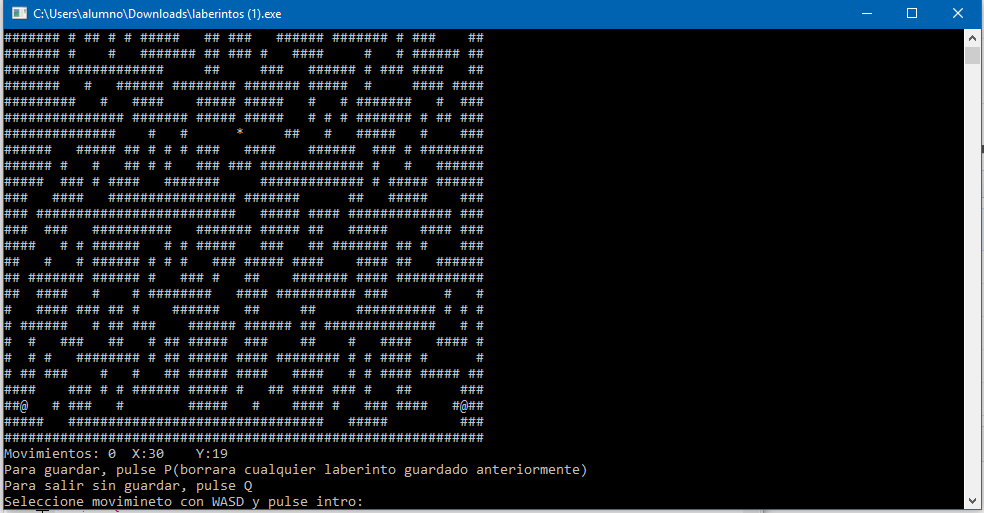 C:\Users\alumno\Downloads\laberintos (1).exe
####### # ## # # #####   ## ###   ###### ####### # ###    ##
####### #    #   ####### ## ### #   ####     #   # ###### ##
####### ############     ##     ###   ###### # ### ####   ##
#######   #   ###### ######## ####### #####  #     #### ####
#########   #   ####    ##### #####   #   # #######   #  ###
############### ####### ##### #####   # # # ####### # ## ###
##############    #   #      *     ##   #   #####   #    ###
######   ##### ## # # # ###   ####    ######  ### # ########
###### #   #   ## # #   ### ### ############# #   #   ######
#####  ### # ####   #######     ############# # ##### ######
###   ####   ################ #######      ##   #####    ###
### #########################   ##### #### ############# ###
###  ###   ##########   ####### ##### ##   #####    #### ###
####   # # ######   # # #####   ###   ## ####### ## #    ###
##   #   # ###### # # #   ### ##### ####    #### ##   ######
## ####### ###### #   ### #   ##    ####### #### ###########
##  ####   #    # ########   #### ########## ###       #   #
#   #### ### ## #    ######   ##     ##     ########## # # #
# ######   # ## ###    ###### ###### ## ##############   # #
#  #   ###   ##   # ## #####  ###    ##    #   ####   #### #
#  # #   ######## # ## ##### #### ######## # # #### #      #
# ## ###    #   #   ## ##### ####   ####   # # #### ##### ##
####    ### # # ###### ##### #   ## #### ### #   ##      ###
##@   # ###   #        #####   #    #### #   ### ####   #@##
#####   ################################   #####         ###
############################################################
Movimientos: 0  X:30    Y:19
Para guardar, pulse P(borrara cualquier laberinto guardado anteriormente)
Para salir sin guardar, pulse Q
Seleccione movimineto con WASD y pulse intro: